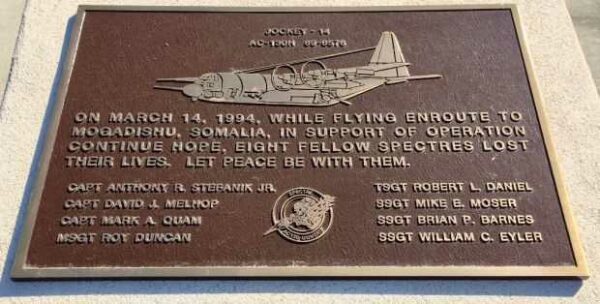 JOCKEY - 14
AC-130H 69-6576
ON MARCH 14, 1994, WHILE FLYING ENROUTE TO
MOGADISHU, SOMALIA, IN SUPPORT OF OPERATION
CONTINUE HOPE, EIGHT FELLOW SPECTRES LOST
THEIR LIVES. LET PEACE BE WITH THEM.
CAPT ANTHONY R. STEFANIK JR.
CAPT DAVID J. MELHOP
CAPT MARK A. QUAM
MSGT ROY DUNCAN
TSGT ROBERT L. DANIEL
SSGT MIKE E. MOSER
SSGT BRIAN P. BARNES
SSGT WILLIAM C. EYLER